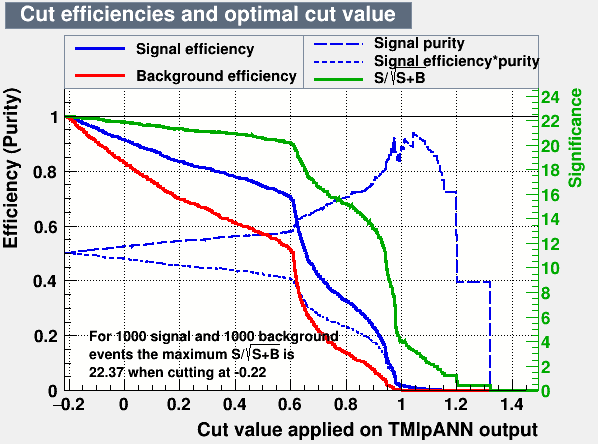 Cut efficiencies and optimal cut value
Signal efficiency
Background efficiency
Signal purity
Signal efficiency*purity
S/√S+B
Efficiency (Purity)
1
0.8
0.6
0.4
0.2
0
For 1000 signal and 1000 background
events the maximum S/√S+B is
22.37 when cutting at -0.22
24
22
20
18
16
14
12
10
8
6
4
2
0
Significance
−0.2 0 0.2 0.4 0.6 0.8 1 1.2 1.4
Cut value applied on TMlpANN output